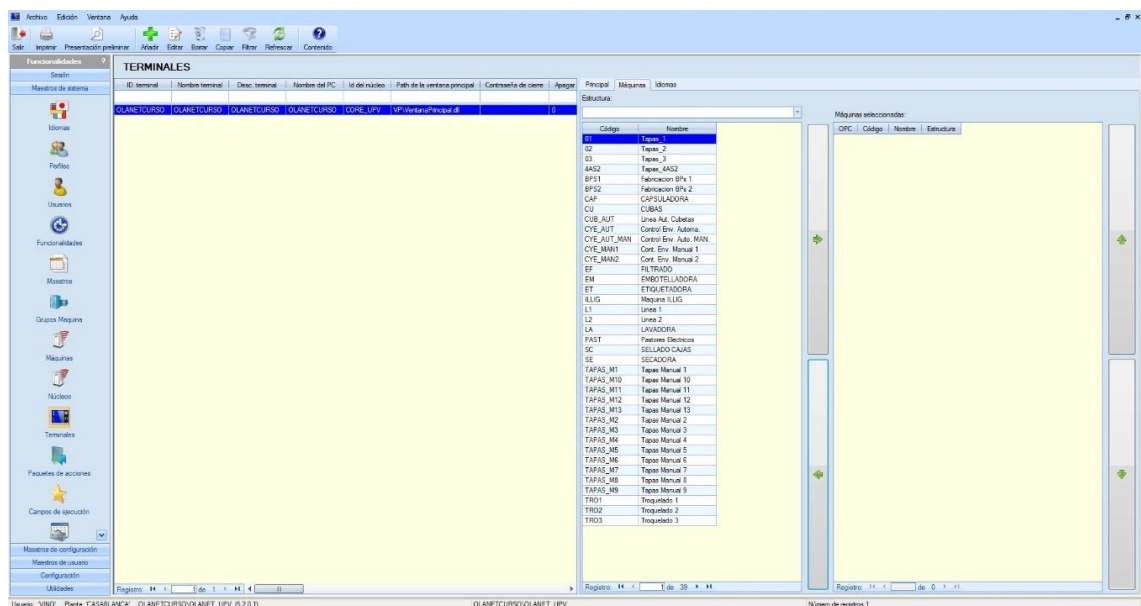 Archivo Edición Ventana Ayuda
Salir Imprimir Presentación preliminar Añadir Editar Borrar Copiar Filtrar Refrescar Contenido
Funcionalidades
Sesión
Maestros de sistema
Idiomas
Perfiles
Usuarios
Funcionalidades
Maestros
Grupos Maquina
Máquinas
Núcleos
Terminales
Paquetes de acciones
Campos de ejecución
Maestros de configuración
Maestros de usuario
Configuración
Utilidades
TERMINALES
ID. terminal Nombre terminal Desc. terminal Nombre del PC Id del núcleo Path de la ventana principal Contraseña de cierre Apagar
OLANETCURSO OLANETCURSO OLANETCURSO OLANETCURSO CORE_UPV VP\VentanaPrincipal.dll 0
Registro: 1 de 1
Principal Máquinas Idiomas
Estructura:
Código Nombre
01 Tapas_1
02 Tapas_2
03 Tapas_3
4AS2 Tapas_4AS2
BPS1 Fabricacion BPs 1
BPS2 Fabricacion BPs 2
CAP CAPSULADORA
CU CUBAS
CUB_AUT Linea Aut. Cubetas
CYE_AUT Control Env. Automa.
CYE_AUT_MAN Control Env. Auto. MAN.
CYE_MAN1 Cont. Env. Manual 1
CYE_MAN2 Cont. Env. Manual 2
EF FILTRADO
EM EMBOTELLADORA
ET ETIQUETADORA
ILLIG Maquina ILLIG
L1 Linea 1
L2 Linea 2
LA LAVADORA
PAST Pastores Electricos
SC SELLADO CAJAS
SE SECADORA
TAPAS_M1 Tapas Manual 1
TAPAS_M10 Tapas Manual 10
TAPAS_M11 Tapas Manual 11
TAPAS_M12 Tapas Manual 12
TAPAS_M13 Tapas Manual 13
TAPAS_M2 Tapas Manual 2
TAPAS_M3 Tapas Manual 3
TAPAS_M4 Tapas Manual 4
TAPAS_M5 Tapas Manual 5
TAPAS_M6 Tapas Manual 6
TAPAS_M7 Tapas Manual 7
TAPAS_M8 Tapas Manual 8
TAPAS_M9 Tapas Manual 9
TRO1 Troquelado 1
TRO2 Troquelado 2
TRO3 Troquelado 3
Registro: 1 de 39
Máquinas seleccionadas:
OPC Código Nombre Estructura
Registro: de 0
Usuario: 'VINO' Planta: 'CASABLANCA' OLANETCURSO\OLANET_UPV (5.2.0.1) OLANETCURSO\OLANET_UPV Número de registros: 1